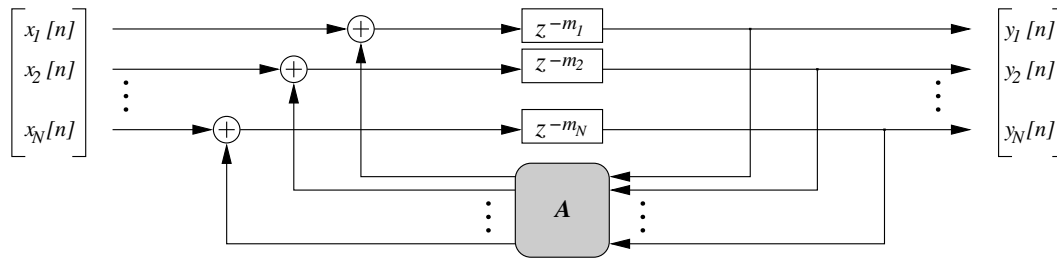 x1[n] z−m1 y1[n]
x2[n] z−m2 y2[n]
xN[n] z−mN yN[n]
A